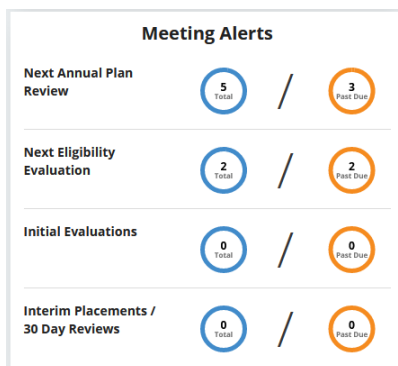 Meeting Alerts
Next Annual Plan
Review
5
Total
/
3
Past Due
Next Eligibility
Evaluation
2
Total
/
2
Past Due
Initial Evaluations
0
Total
/
0
Past Due
Interim Placements /
30 Day Reviews
0
Total
/
0
Past Due